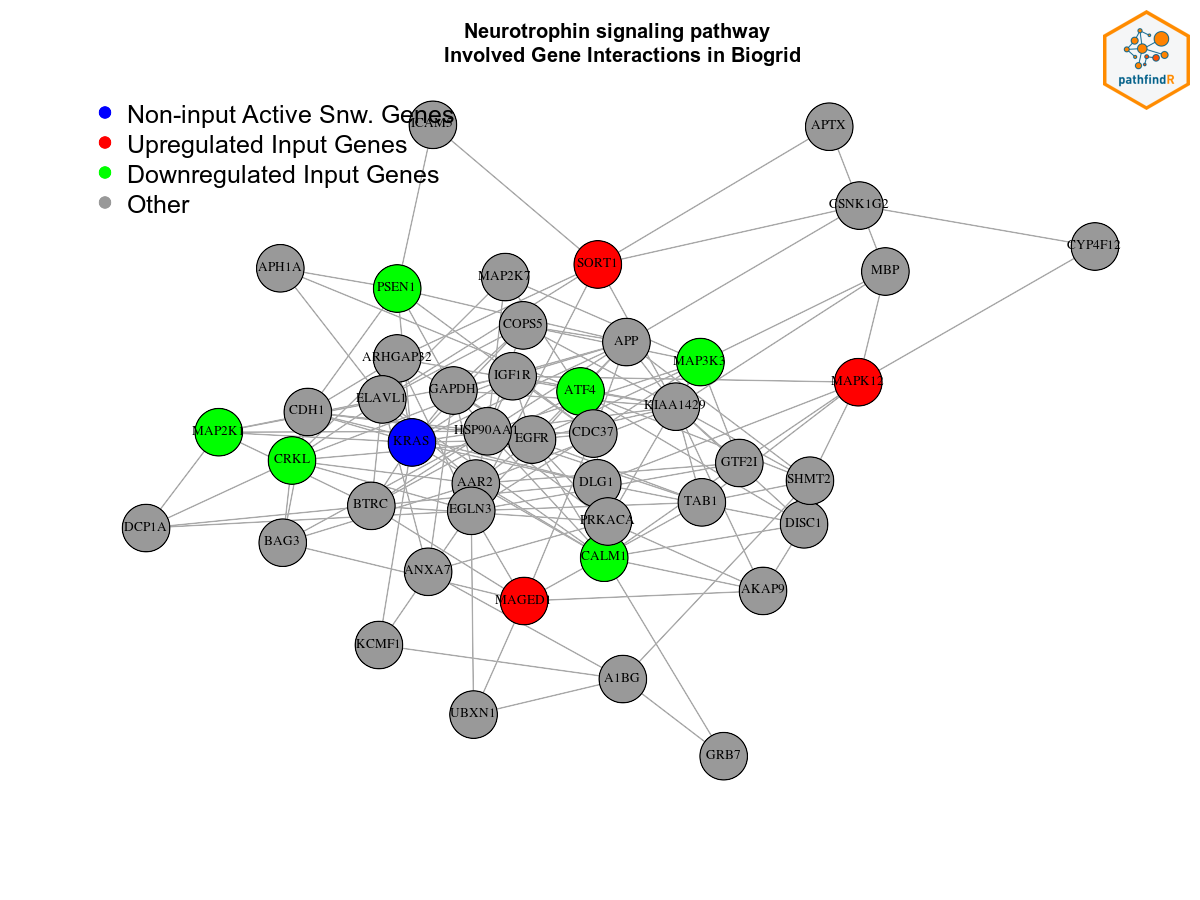 Neurotrophin signaling pathway
Involved Gene Interactions in Biogrid
pathfindR
Non-input Active Snw. Genes
Upregulated Input Genes
Downregulated Input Genes
Other
ICAM5
APTX
CSNK1G2
CYP4F12
SORT1
APH1A
MBP
MAP2K7
PSEN1
COPS5
APP
ARHGAP32
MAP3K3
IGF1R
MAPK12
GAPDH
ATF4
ELAVL1
KIAA1429
CDH1
MAP2K1
HSP90AA1
CDC37
EGFR
KRAS
CRKL
GTF2I
SHMT2
AAR2
DLG1
TAB1
BTRC
EGLN3
PRKACA
DISC1
DCP1A
BAG3
CALM1
ANXA7
AKAP9
MAGED1
KCMF1
A1BG
UBXN1
GRB7